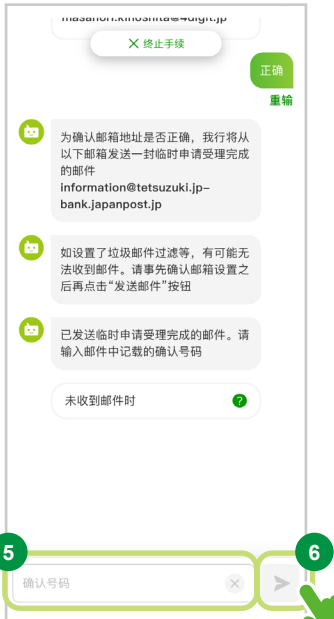 masanori.kinoshita@4digit.jp
× 终止手续
正确
重输
为确认邮箱地址是否正确，我行将从
以下邮箱发送一封临时申请受理完成
的邮件
information@tetsuzuki.jp-
bank.japanpost.jp
如设置了垃圾邮件过滤等，有可能无
法收到邮件。请事先确认邮箱设置之
后再点击“发送邮件”按钮
已发送临时申请受理完成的邮件。请
输入邮件中记载的确认号码
未收到邮件时 ?
5
6
确认号码